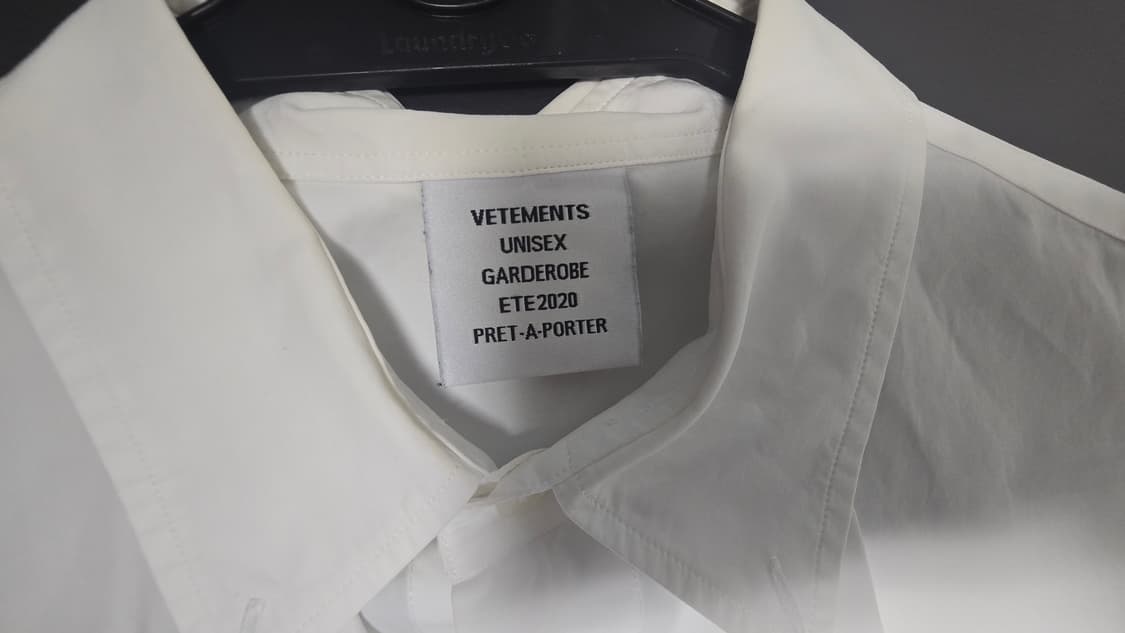 VETEMENTS
UNISEX
GARDEROBE
ETE2020
PRET-A-PORTER